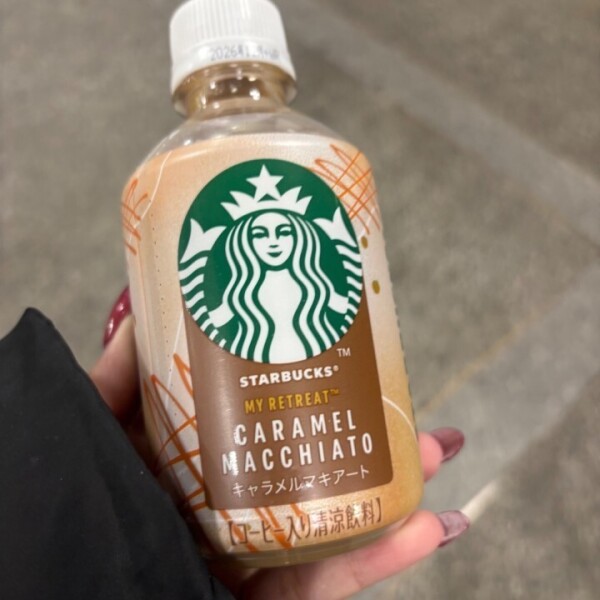 STARBUCKS®
MY RETREAT™
CARAMEL
MACCHIATO
キャラメルマキアート
【コーヒー入り清涼飲料】
TM